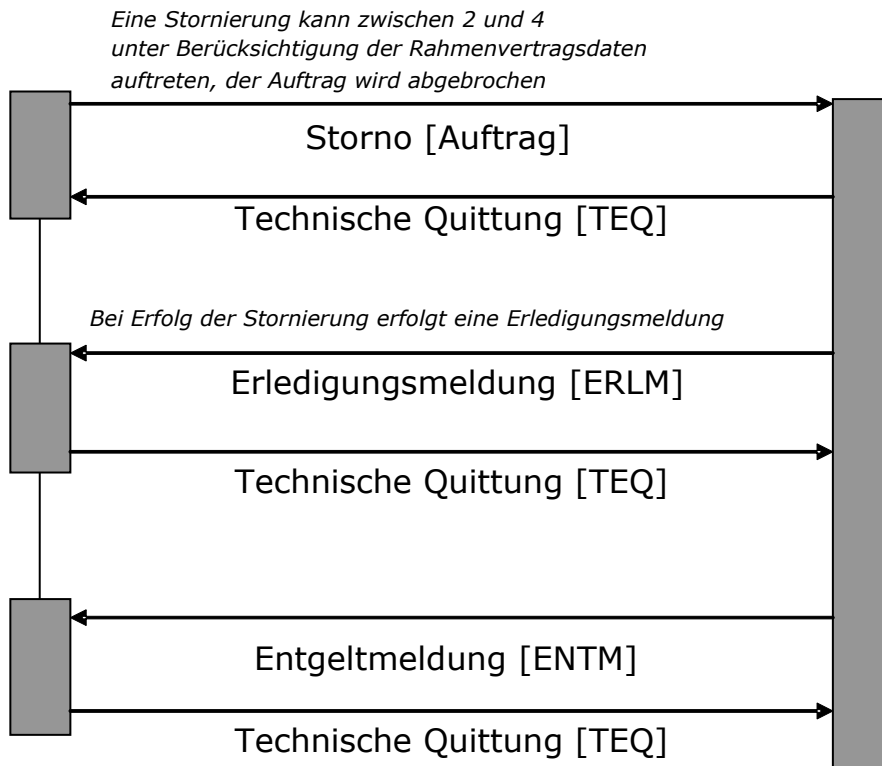 Eine Stornierung kann zwischen 2 und 4
unter Berücksichtigung der Rahmenvertragsdaten
auftreten, der Auftrag wird abgebrochen
Storno [Auftrag]
Technische Quittung [TEQ]
Bei Erfolg der Stornierung erfolgt eine Erledigungsmeldung
Erledigungsmeldung [ERLM]
Technische Quittung [TEQ]
Entgeltmeldung [ENTM]
Technische Quittung [TEQ]